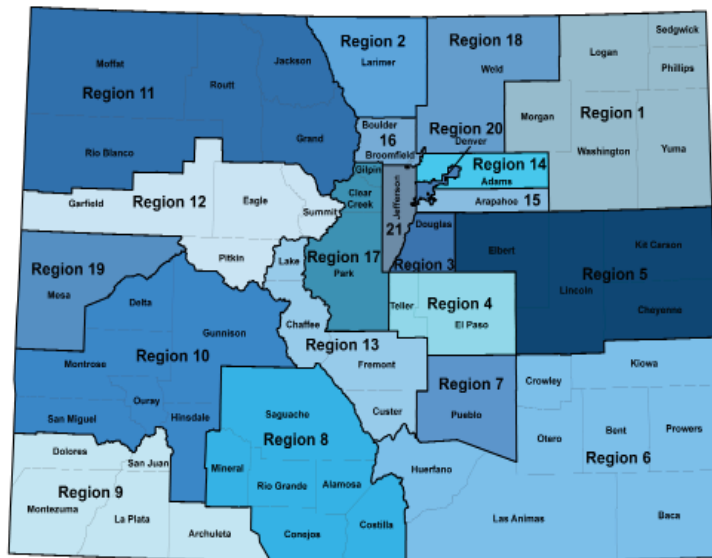 Region 2
Larimer
Region 18
Weld
Sedgwick
Logan
Phillips
Moffat
Jackson
Routt
Region 11
Region 1
Morgan
Washington
Yuma
Boulder
16
Broomfield
Region 20
Denver
Grand
Rio Blanco
Gilpin
Region 14
Adams
Clear
Creek
Arapahoe 15
Jefferson
21
Garfield
Region 12
Eagle
Summit
Pitkin
Douglas
Region 3
Region 17
Park
Elbert
Kit Carson
Region 5
Lincoln
Cheyenne
Region 19
Mesa
Lake
Chaffee
Teller
Region 4
El Paso
Delta
Gunnison
Region 10
Montrose
Ouray
San Miguel
Hinsdale
Region 13
Fremont
Custer
Region 7
Pueblo
Kiowa
Crowley
Bent
Prowers
Otero
Region 6
Saguache
Region 8
Mineral
Rio Grande
Alamosa
Conejos
Costilla
Huerfano
Las Animas
Baca
Dolores
San Juan
Region 9
Montezuma
La Plata
Archuleta